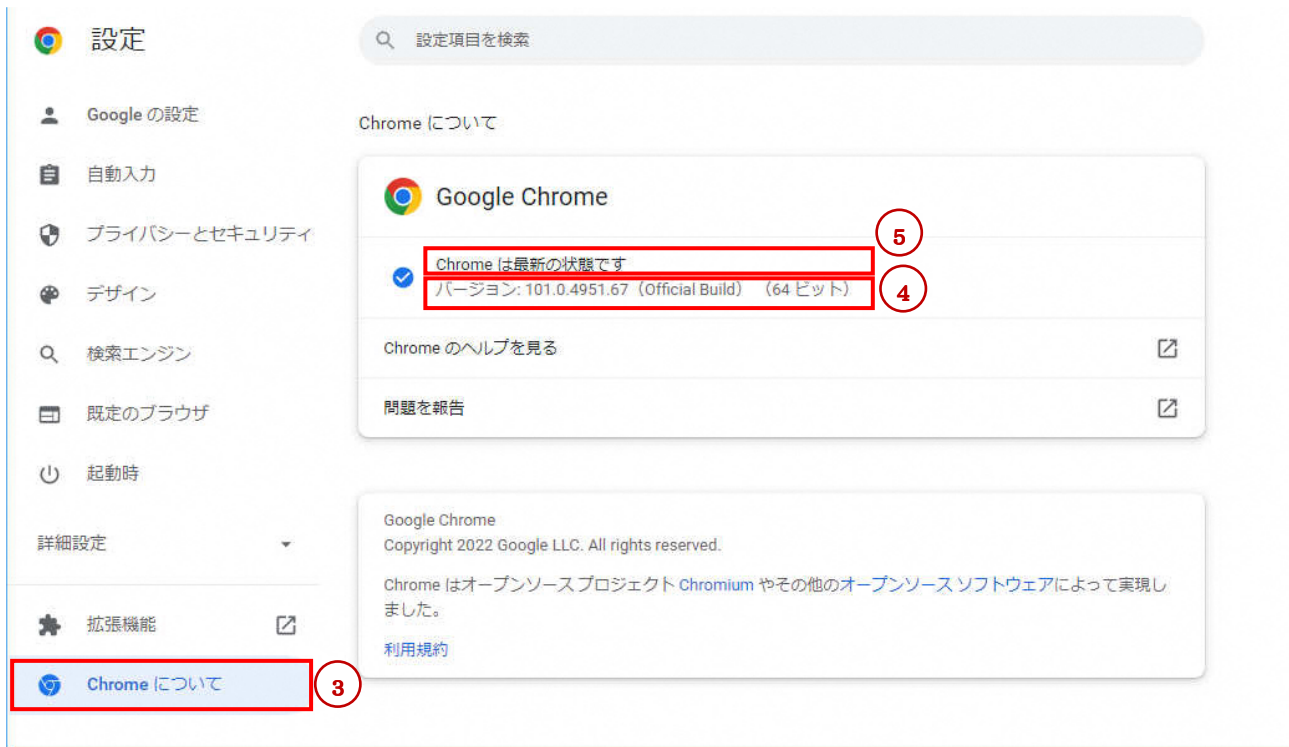 設定
設定項目を検索
Google の設定
自動入力
プライバシーとセキュリティ
デザイン
検索エンジン
既定のブラウザ
起動時
詳細設定
拡張機能
Chrome について
3
Chrome について
Google Chrome
5
Chrome は最新の状態です
バージョン: 101.0.4951.67（Official Build） （64 ビット）
4
Chrome のヘルプを見る
問題を報告
Google Chrome
Copyright 2022 Google LLC. All rights reserved.
Chrome はオープンソース プロジェクト Chromium やその他のオープンソース ソフトウェアによって実現し
ました。
利用規約